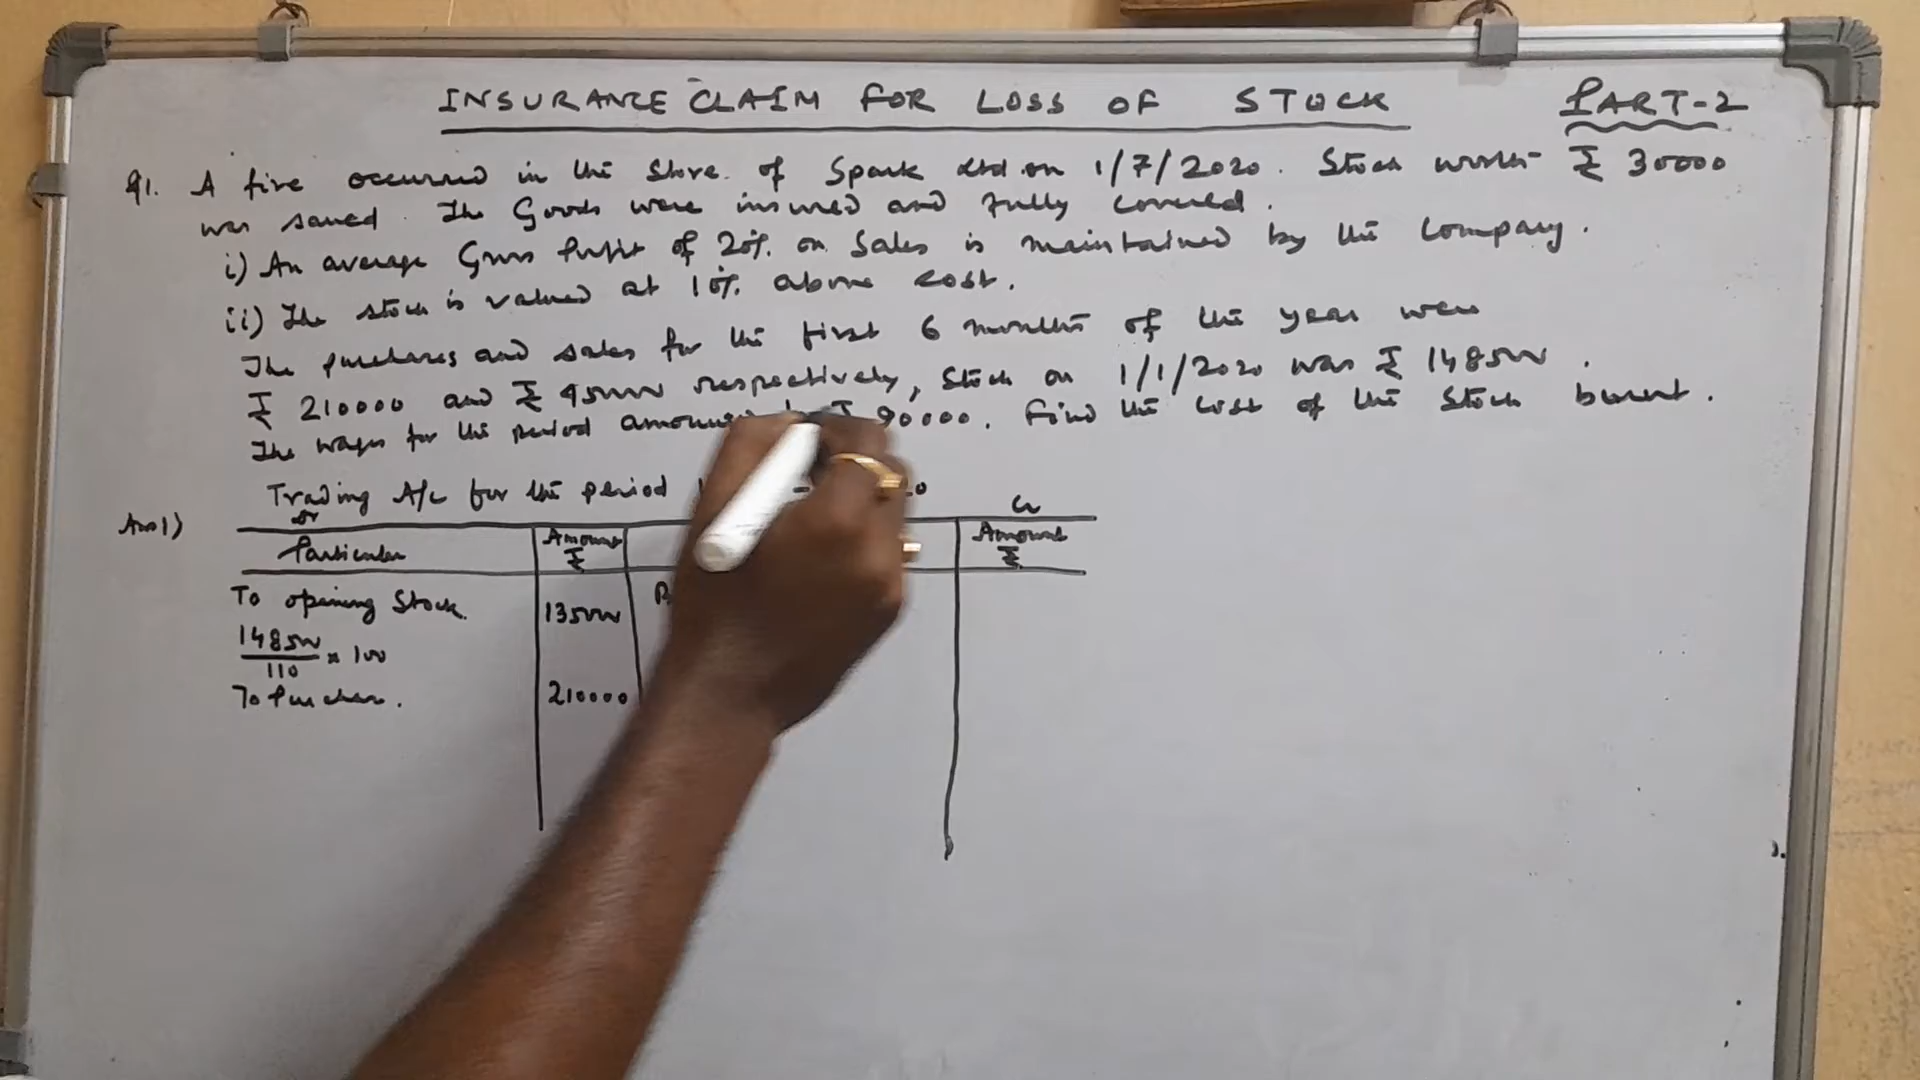 INSURANCE CLAIM FOR LOSS OF STOCK PART-2
Q1. A fire occurred in the Store of Spark Ltd on 1/7/2020. Stock worth ₹ 30000
was saved. The Goods were insured and fully covered.
i) An average Gross Profit of 20% on Sales is maintained by the Company.
ii) The stock is valued at 10% above cost.
The purchases and sales for the first 6 months of the year were
₹ 210000 and ₹ 450000 respectively, Stock on 1/1/2020 was ₹ 148500.
The wages for the period 90000. Find the cost of the Stock burnt.
Trading A/c for the period
Ans 1) Dr Cr
Particulars Amount ₹ Amount ₹
To opening Stock 135000
148500
110 × 100
To Purchase. 210000